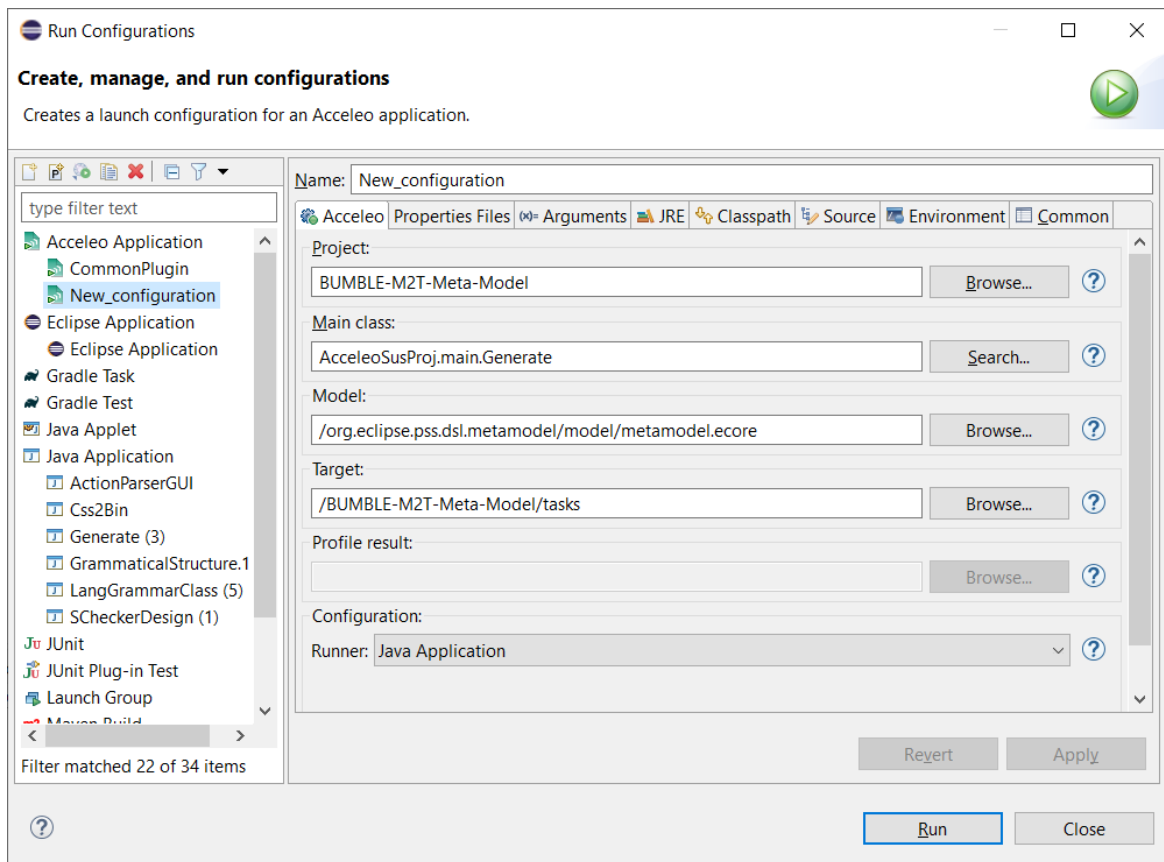 Run Configurations
Create, manage, and run configurations
Creates a launch configuration for an Acceleo application.
type filter text
Acceleo Application
CommonPlugin
New_configuration
Eclipse Application
Eclipse Application
Gradle Task
Gradle Test
Java Applet
Java Application
ActionParserGUI
Css2Bin
Generate (3)
GrammaticalStructure.1
LangGrammarClass (5)
SCheckerDesign (1)
JUnit
JUnit Plug-in Test
Launch Group
Maven Build
Filter matched 22 of 34 items
Name: New_configuration
Acceleo Properties Files (x)= Arguments JRE Classpath Source Environment Common
Project:
BUMBLE-M2T-Meta-Model Browse...
Main class:
AcceleoSusProj.main.Generate Search...
Model:
/org.eclipse.pss.dsl.metamodel/model/metamodel.ecore Browse...
Target:
/BUMBLE-M2T-Meta-Model/tasks Browse...
Profile result:
Browse...
Configuration:
Runner: Java Application
Revert Apply
Run Close